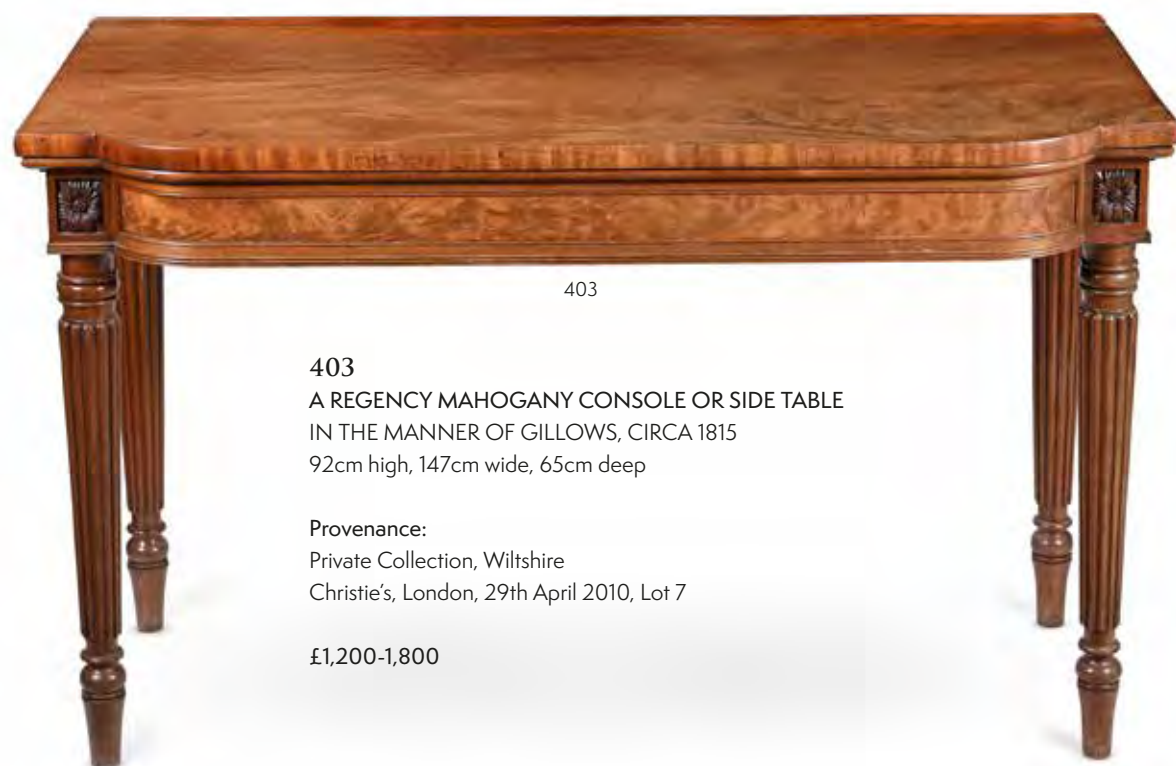 403
403
A REGENCY MAHOGANY CONSOLE OR SIDE TABLE
IN THE MANNER OF GILLOWS, CIRCA 1815
92cm high, 147cm wide, 65cm deep
Provenance:
Private Collection, Wiltshire
Christie's, London, 29th April 2010, Lot 7
£1,200-1,800